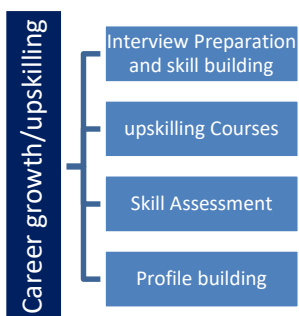 Career growth/upskilling
Interview Preparation
and skill building
upskilling Courses
Skill Assessment
Profile building